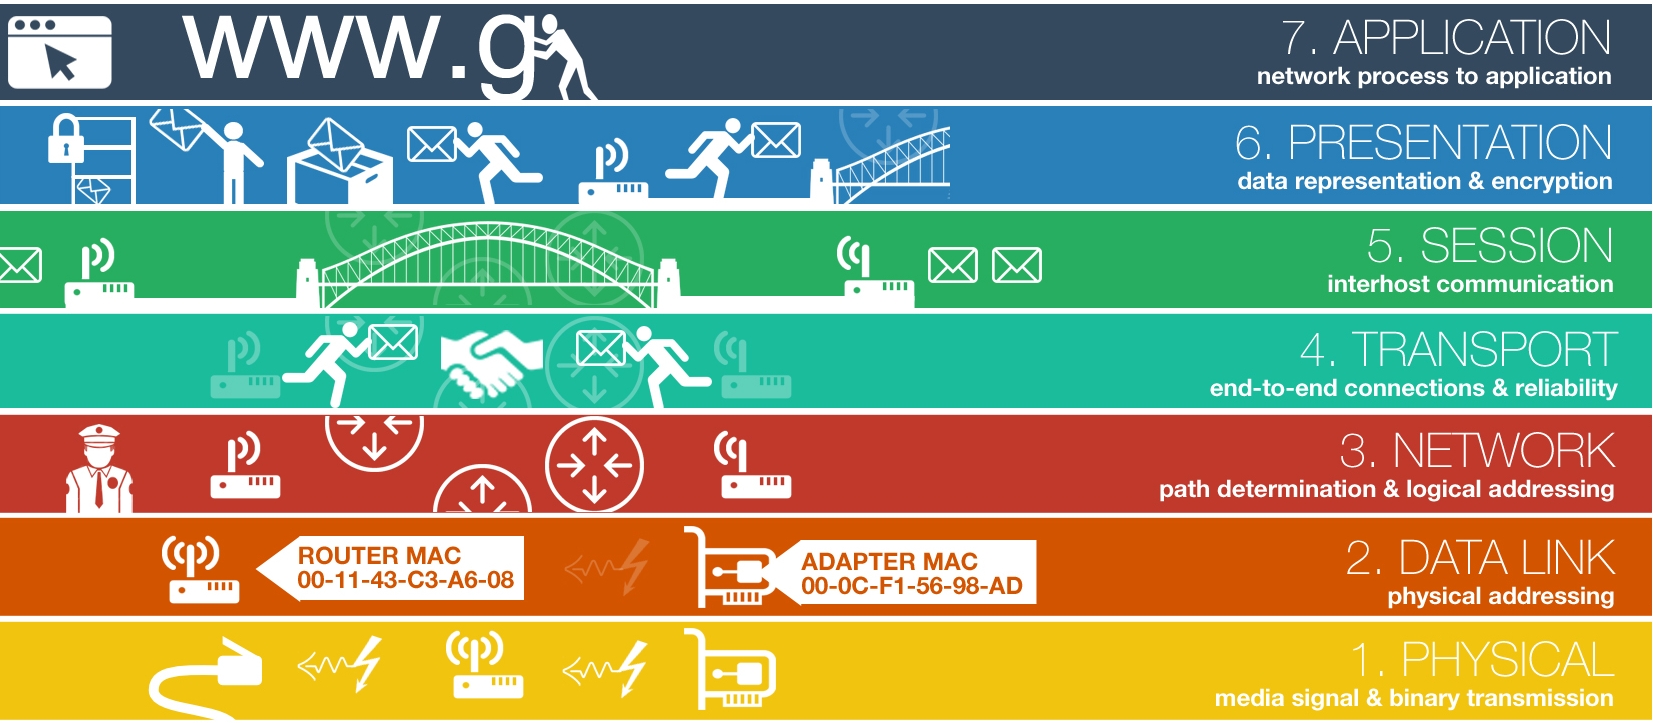 www.g
7. APPLICATION
network process to application
6. PRESENTATION
data representation & encryption
5. SESSION
interhost communication
4. TRANSPORT
end-to-end connections & reliability
3. NETWORK
path determination & logical addressing
ROUTER MAC
00-11-43-C3-A6-08
ADAPTER MAC
00-0C-F1-56-98-AD
2. DATA LINK
physical addressing
1. PHYSICAL
media signal & binary transmission